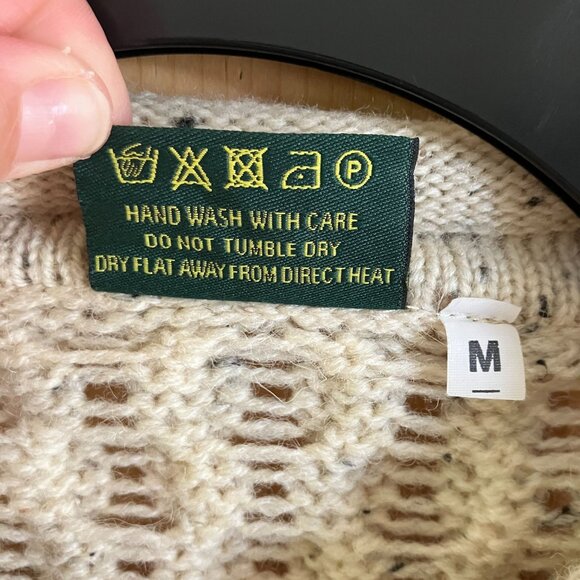 P
HAND WASH WITH CARE
DO NOT TUMBLE DRY
DRY FLAT AWAY FROM DIRECT HEAT
M